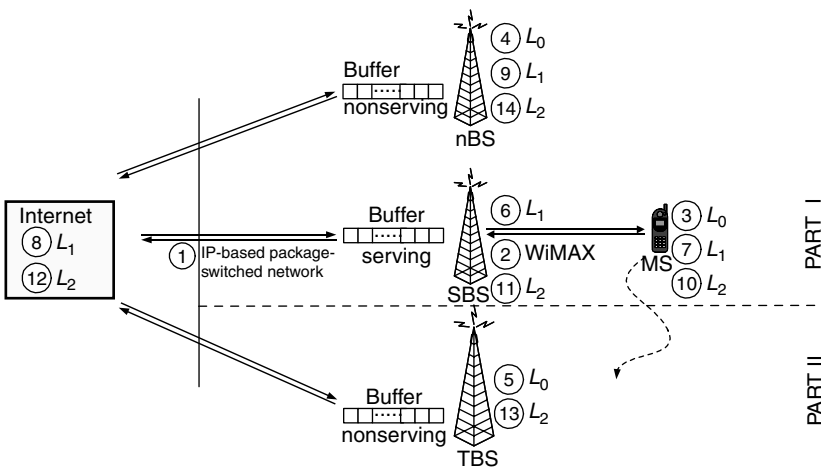 4 L0
Buffer
9 L1
14 L2
nonserving
nBS
Internet
8 L1
12 L2
1 IP-based package-
switched network
Buffer
serving
6 L1
2 WiMAX
11 L2
SBS
3 L0
7 L1
MS
10 L2
PART I
Buffer
nonserving
5 L0
13 L2
TBS
PART II